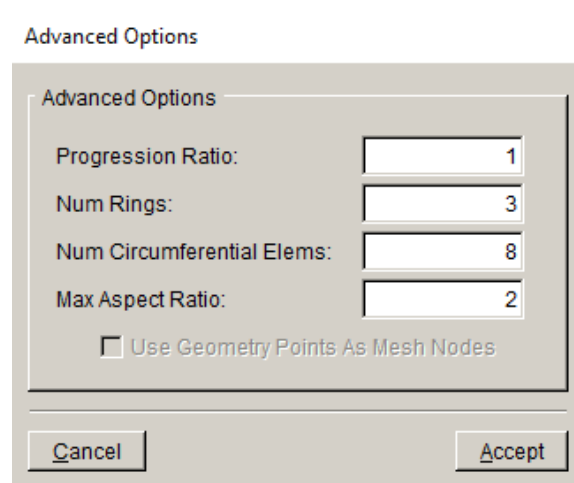 Advanced Options
Advanced Options
Progression Ratio: 1
Num Rings: 3
Num Circumferential Elems: 8
Max Aspect Ratio: 2
Use Geometry Points As Mesh Nodes
Cancel Accept